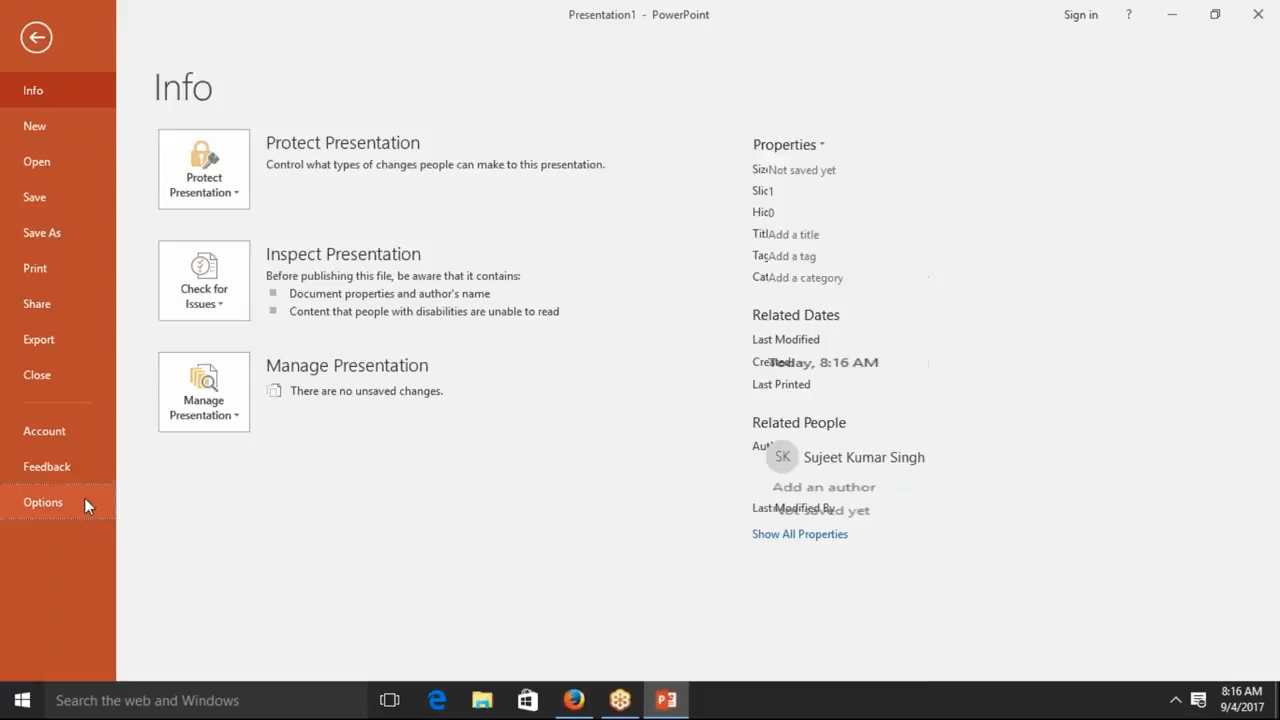 Presentation1 - PowerPoint
Sign in
?
Info
New
Open
Save
Save As
Print
Share
Export
Close
Account
Feedback
Options
Info
Protect
Presentation
Protect Presentation
Control what types of changes people can make to this presentation.
Check for
Issues
Inspect Presentation
Before publishing this file, be aware that it contains:
Document properties and author's name
Content that people with disabilities are unable to read
Manage
Presentation
Manage Presentation
There are no unsaved changes.
Properties
Not saved yet
1
0
Add a title
Add a tag
Add a category
Related Dates
Last Modified
Today, 8:16 AM
Last Printed
Related People
SK Sujeet Kumar Singh
Add an author
Last Modified By
Not saved yet
Show All Properties
Search the web and Windows
8:16 AM
9/4/2017